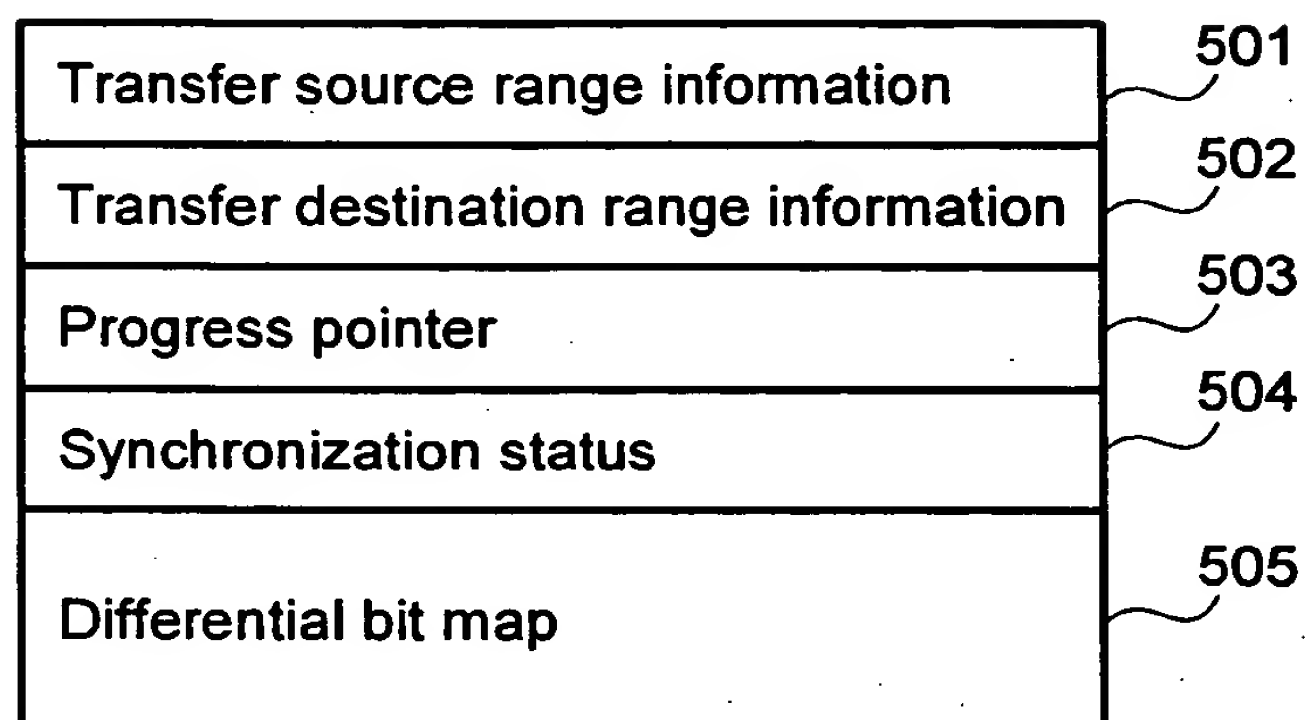 Transfer source range information 501
Transfer destination range information 502
Progress pointer 503
Synchronization status 504
Differential bit map 505